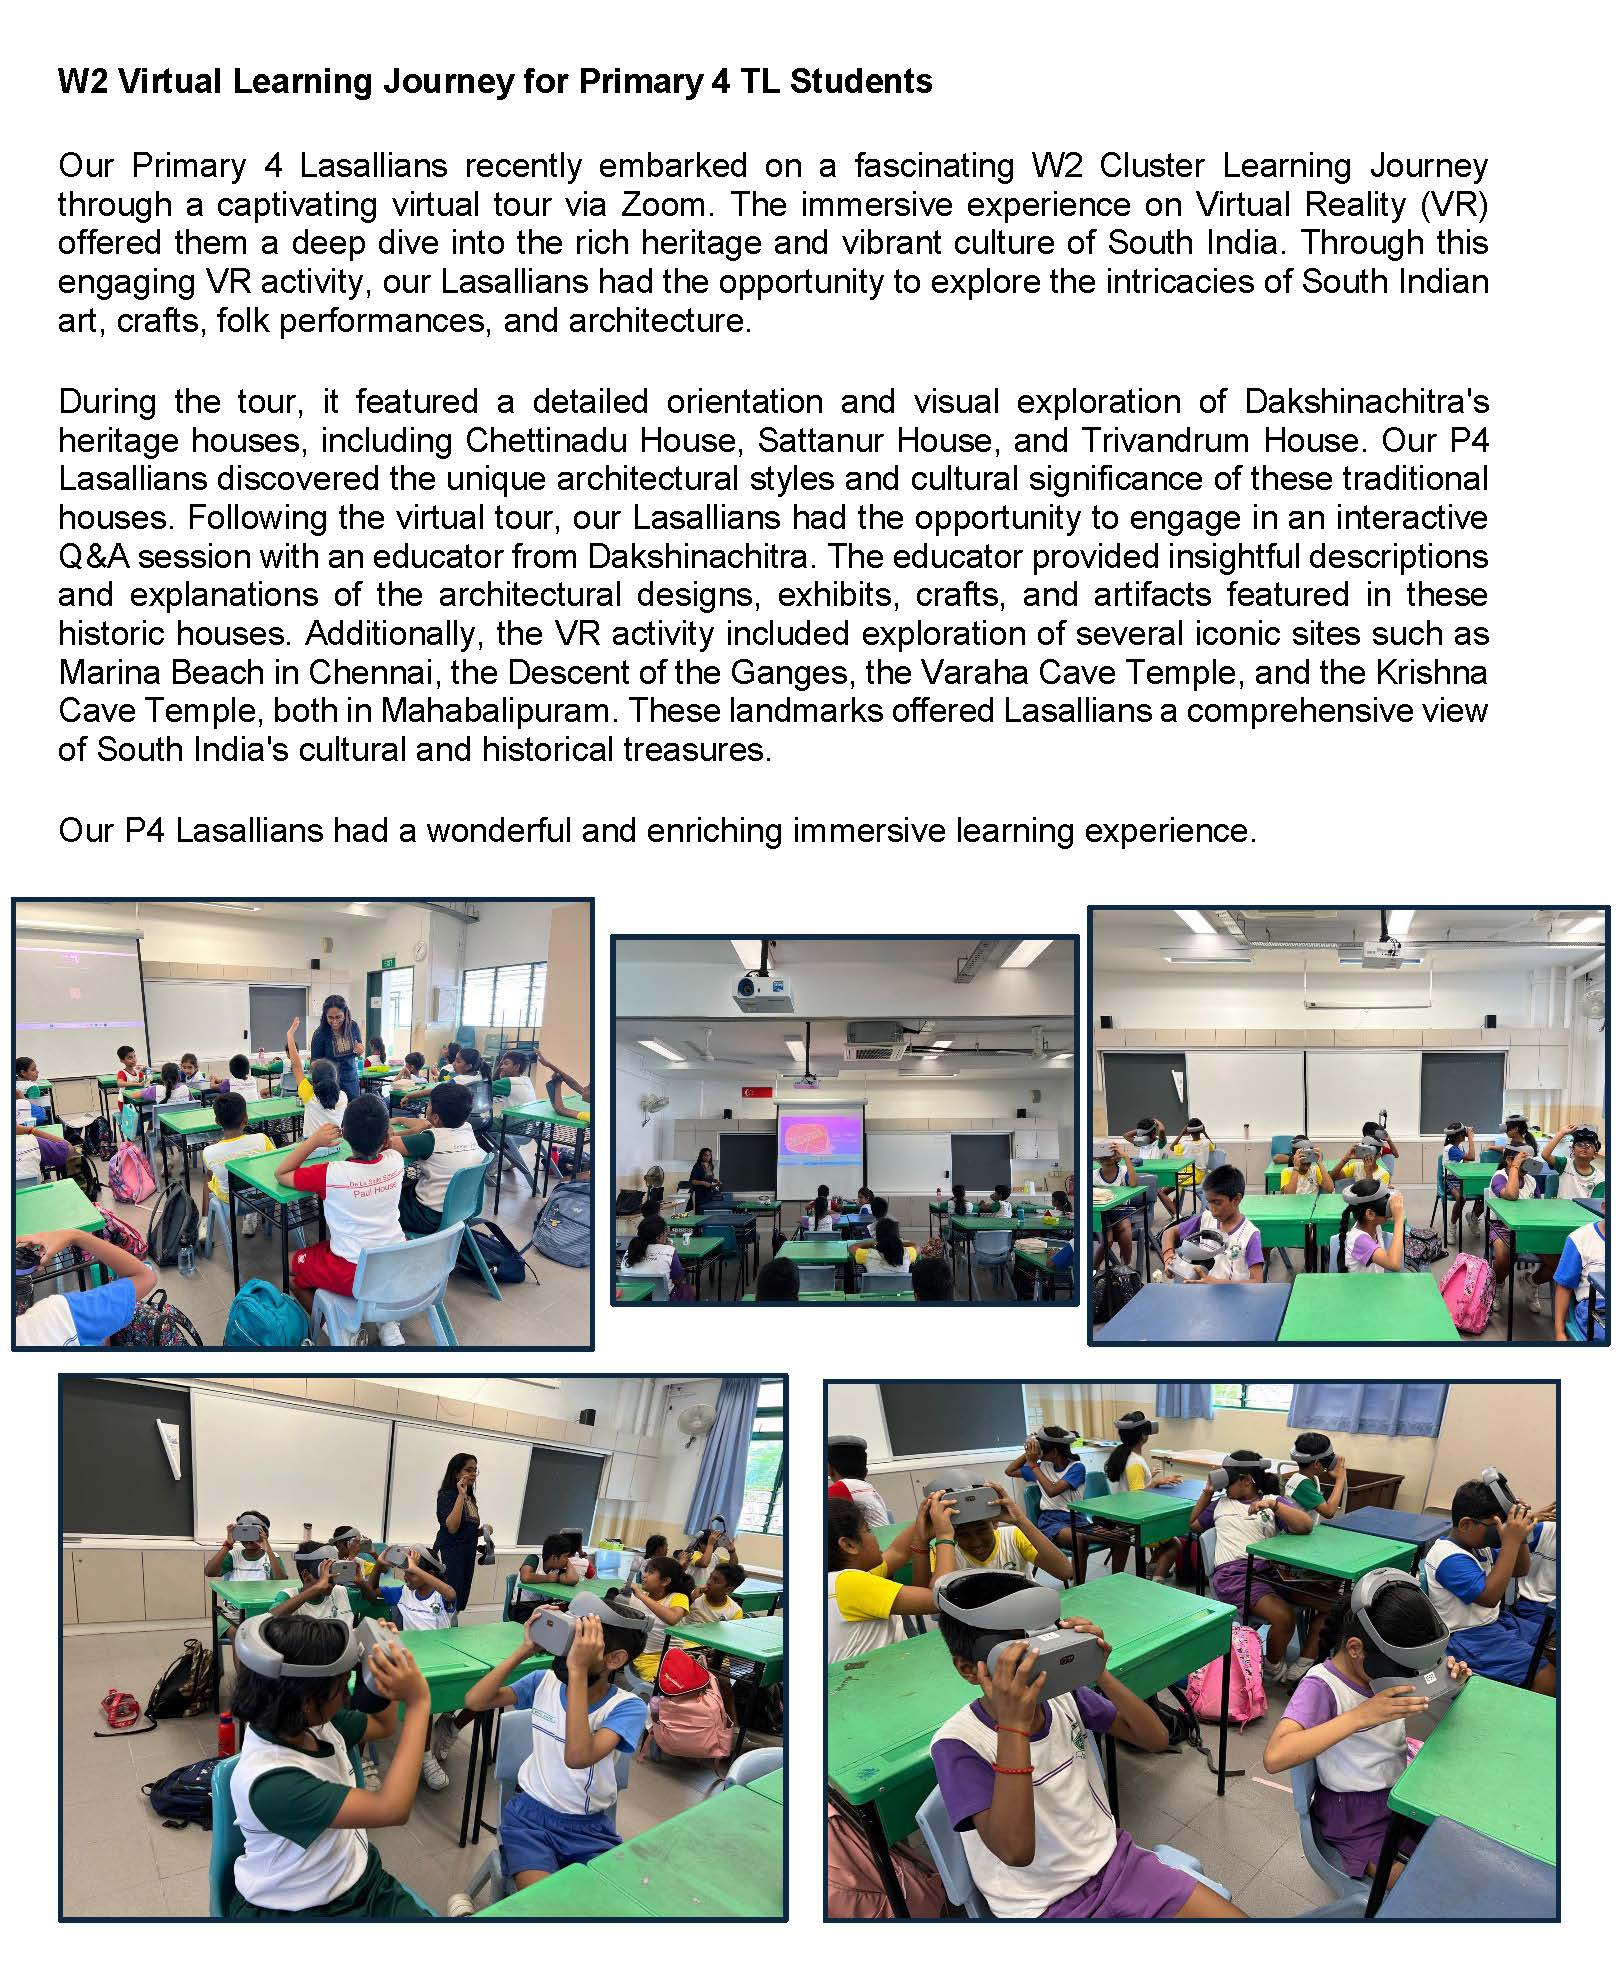 W2 Virtual Learning Journey for Primary 4 TL Students
Our Primary 4 Lasallians recently embarked on a fascinating W2 Cluster Learning Journey
through a captivating virtual tour via Zoom. The immersive experience on Virtual Reality (VR)
offered them a deep dive into the rich heritage and vibrant culture of South India. Through this
engaging VR activity, our Lasallians had the opportunity to explore the intricacies of South Indian
art, crafts, folk performances, and architecture.
During the tour, it featured a detailed orientation and visual exploration of Dakshinachitra's
heritage houses, including Chettinadu House, Sattanur House, and Trivandrum House. Our P4
Lasallians discovered the unique architectural styles and cultural significance of these traditional
houses. Following the virtual tour, our Lasallians had the opportunity to engage in an interactive
Q&A session with an educator from Dakshinachitra. The educator provided insightful descriptions
and explanations of the architectural designs, exhibits, crafts, and artifacts featured in these
historic houses. Additionally, the VR activity included exploration of several iconic sites such as
Marina Beach in Chennai, the Descent of the Ganges, the Varaha Cave Temple, and the Krishna
Cave Temple, both in Mahabalipuram. These landmarks offered Lasallians a comprehensive view
of South India's cultural and historical treasures.
Our P4 Lasallians had a wonderful and enriching immersive learning experience.
EXIT
De La Salle School
Paul House